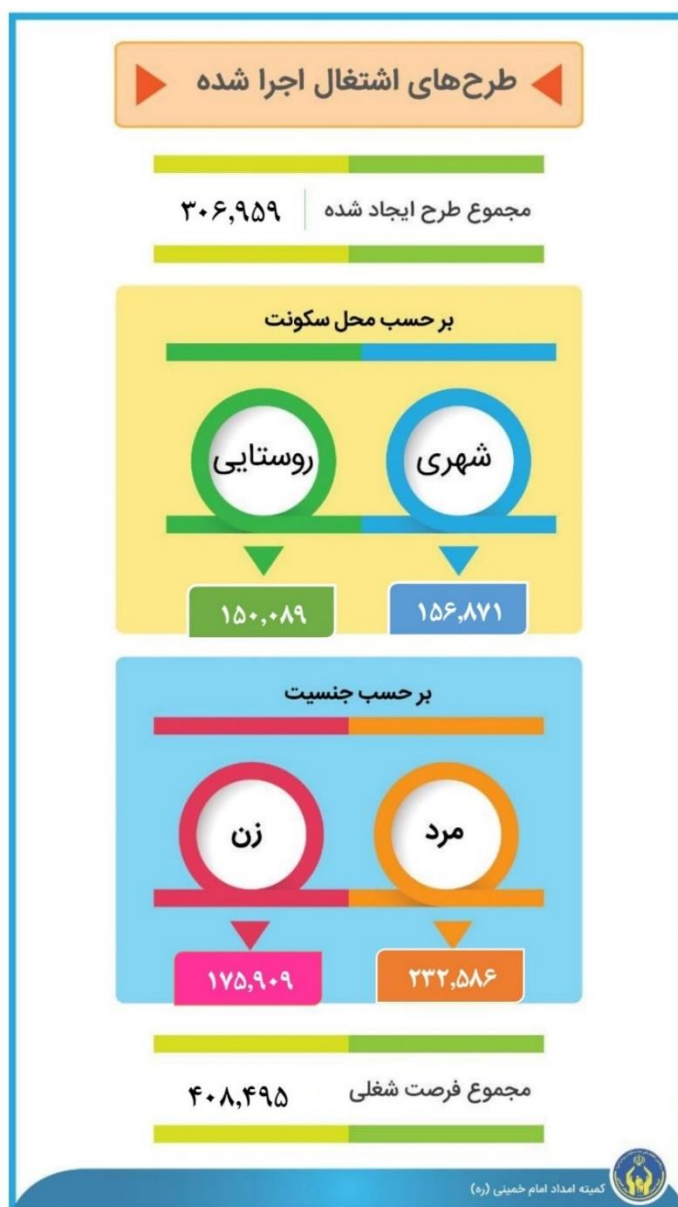 طرح‌های اشتغال اجرا شده
مجموع طرح ایجاد شده ۳۰۶,۹۵۹
بر حسب محل سکونت
شهری روستایی
۱۵۶,۸۷۱ ۱۵۰,۰۸۹
بر حسب جنسیت
مرد زن
۲۳۲,۵۸۶ ۱۷۵,۹۰۹
مجموع فرصت شغلی ۴۰۸,۴۹۵
کمیته امداد امام خمینی (ره)